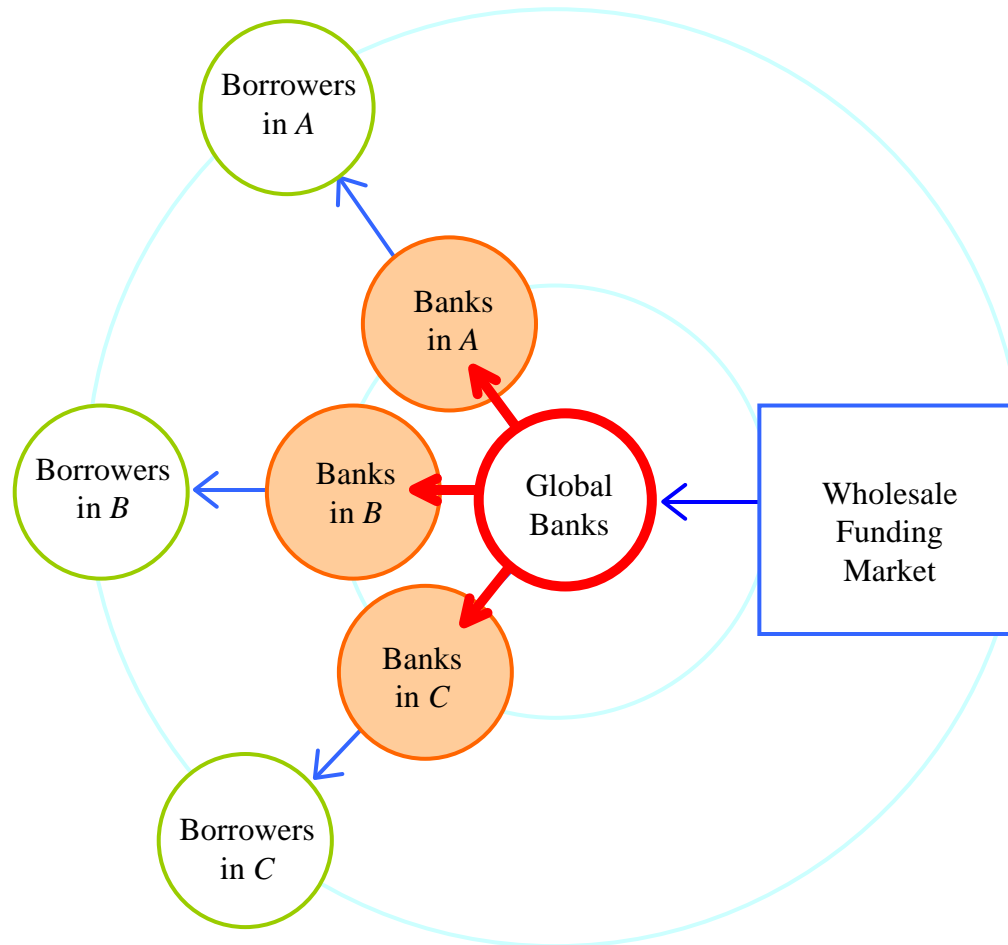 Borrowers
in A
Banks
in A
Borrowers
in B
Banks
in B
Global
Banks
Wholesale
Funding
Market
Banks
in C
Borrowers
in C